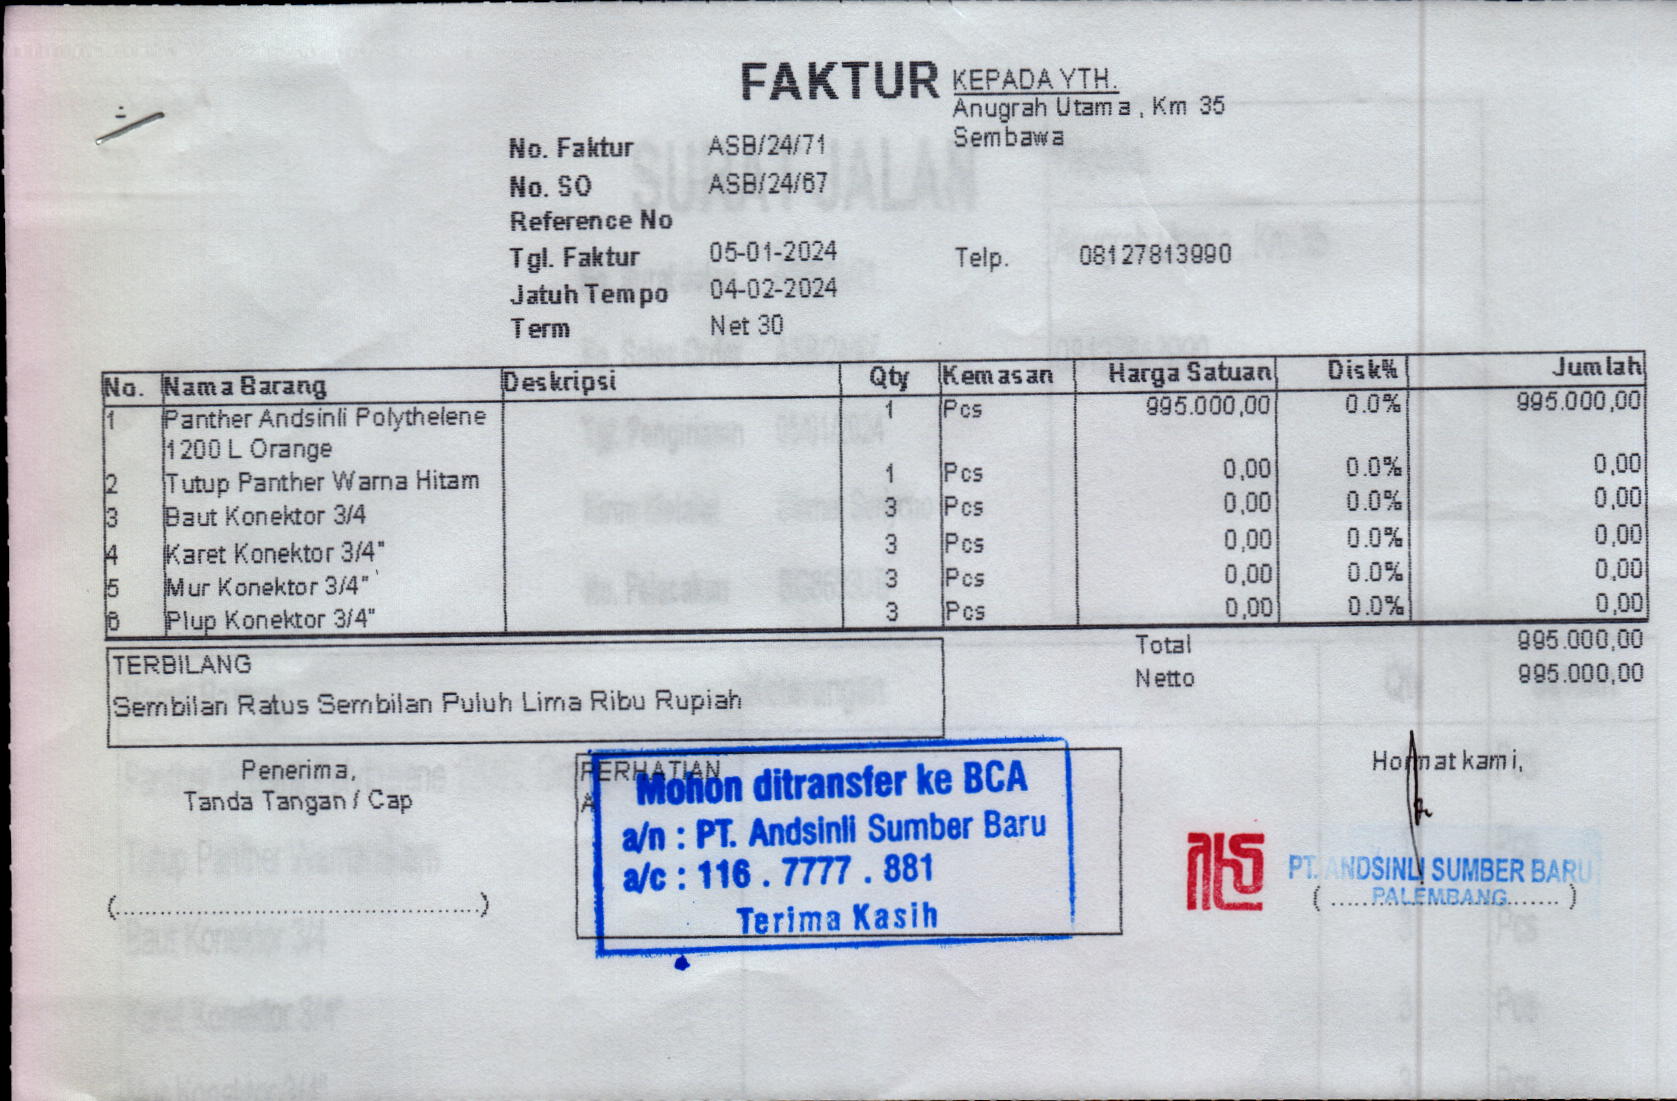 FAKTUR
KEPADA YTH.
Anugrah Utama , Km 35
Sembawa
No. Faktur ASB/24/71
No. SO ASB/24/67
Reference No
Tgl. Faktur 05-01-2024 Telp. 08127813990
Jatuh Tempo 04-02-2024
Term Net 30
No. Nama Barang Deskripsi Qty Kemasan Harga Satuan Disk% Jumlah
1 Panther Andsinli Polythelene 1 Pcs 995.000,00 0.0% 995.000,00
1200 L Orange
2 Tutup Panther Warna Hitam 1 Pcs 0,00 0.0% 0,00
3 Baut Konektor 3/4 3 Pcs 0,00 0.0% 0,00
4 Karet Konektor 3/4" 3 Pcs 0,00 0.0% 0,00
5 Mur Konektor 3/4" 3 Pcs 0,00 0.0% 0,00
6 Plup Konektor 3/4" 3 Pcs 0,00 0.0% 0,00
Total 995.000,00
Netto 995.000,00
TERBILANG
Sembilan Ratus Sembilan Puluh Lima Ribu Rupiah
Penerima,
Tanda Tangan / Cap
(................................................)
PERHATIAN
Mohon ditransfer ke BCA
a/n : PT. Andsinli Sumber Baru
a/c : 116 . 7777 . 881
Terima Kasih
Hormat kami,
PT. ANDSINLI SUMBER BARU
PALEMBANG